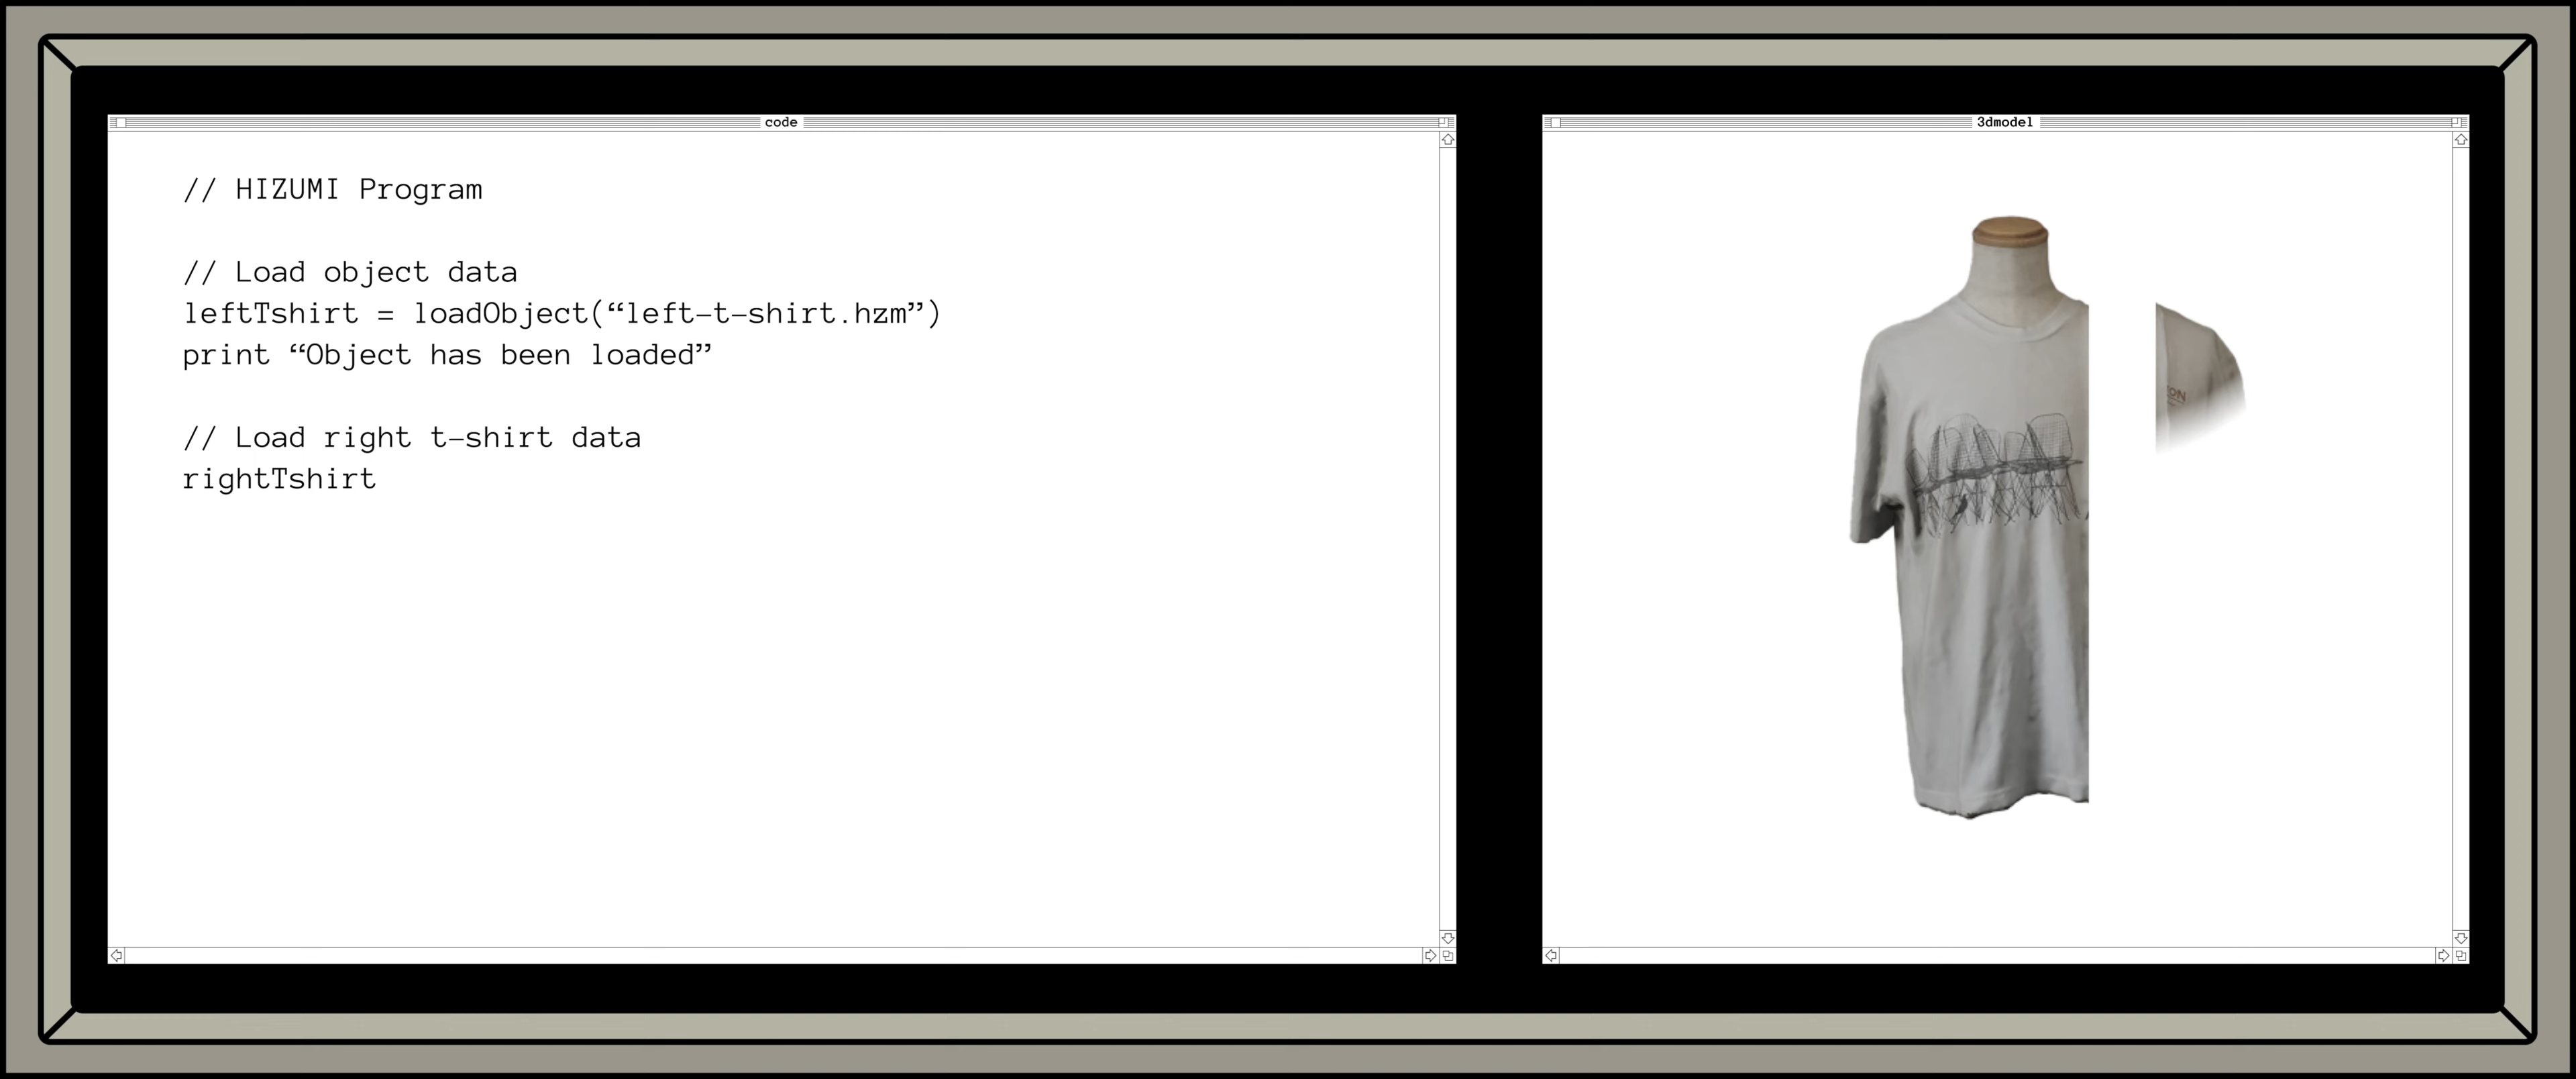 code
// HIZUMI Program
// Load object data
leftTshirt = loadObject(“left-t-shirt.hzm”)
print “Object has been loaded”
// Load right t-shirt data
rightTshirt
3dmodel